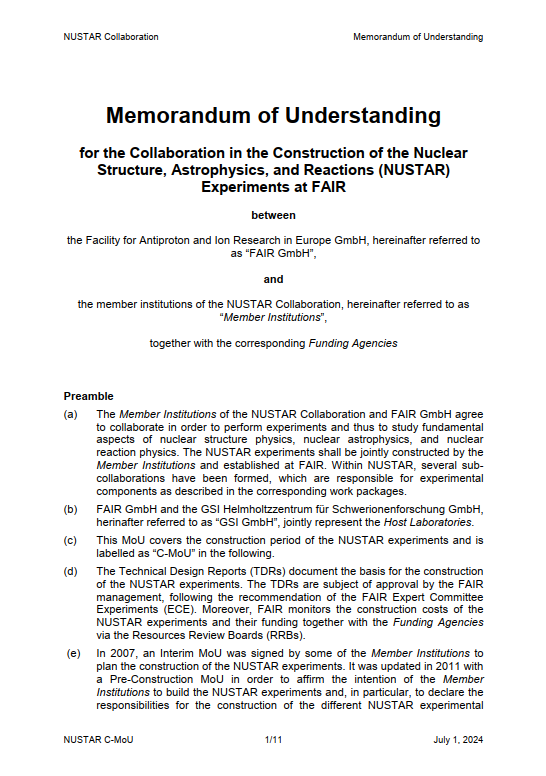 NUSTAR Collaboration Memorandum of Understanding
Memorandum of Understanding
for the Collaboration in the Construction of the Nuclear
Structure, Astrophysics, and Reactions (NUSTAR)
Experiments at FAIR
between
the Facility for Antiproton and Ion Research in Europe GmbH, hereinafter referred to
as “FAIR GmbH”,
and
the member institutions of the NUSTAR Collaboration, hereinafter referred to as
“Member Institutions”,
together with the corresponding Funding Agencies
Preamble
(a) The Member Institutions of the NUSTAR Collaboration and FAIR GmbH agree
to collaborate in order to perform experiments and thus to study fundamental
aspects of nuclear structure physics, nuclear astrophysics, and nuclear
reaction physics. The NUSTAR experiments shall be jointly constructed by the
Member Institutions and established at FAIR. Within NUSTAR, several sub-
collaborations have been formed, which are responsible for experimental
components as described in the corresponding work packages.
(b) FAIR GmbH and the GSI Helmholtzzentrum für Schwerionenforschung GmbH,
herinafter referred to as “GSI GmbH”, jointly represent the Host Laboratories.
(c) This MoU covers the construction period of the NUSTAR experiments and is
labelled as “C-MoU” in the following.
(d) The Technical Design Reports (TDRs) document the basis for the construction
of the NUSTAR experiments. The TDRs are subject of approval by the FAIR
management, following the recommendation of the FAIR Expert Committee
Experiments (ECE). Moreover, FAIR monitors the construction costs of the
NUSTAR experiments and their funding together with the Funding Agencies
via the Resources Review Boards (RRBs).
(e) In 2007, an Interim MoU was signed by some of the Member Institutions to
plan the construction of the NUSTAR experiments. It was updated in 2011 with
a Pre-Construction MoU in order to affirm the intention of the Member
Institutions to build the NUSTAR experiments and, in particular, to declare the
responsibilities for the construction of the different NUSTAR experimental
NUSTAR C-MoU 1/11 July 1, 2024